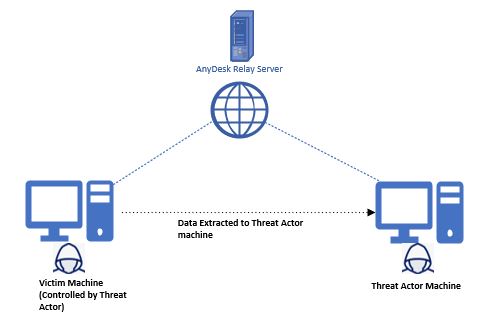 AnyDesk Relay Server
Data Extracted to Threat Actor
machine
Victim Machine
(Controlled by Threat
Actor)
Threat Actor Machine